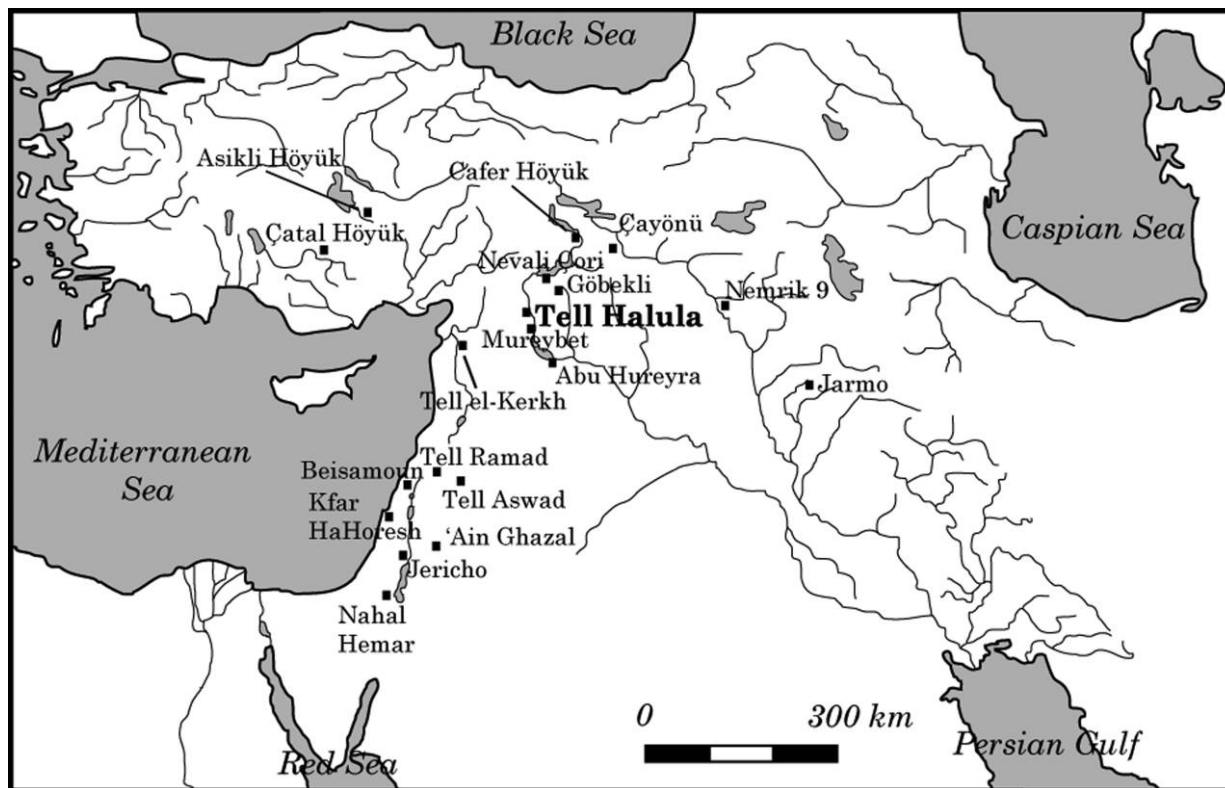 Black Sea
Asikli Höyük
Cafer Höyük
Çayönü
Caspian Sea
Çatal Höyük
Nevali Çori
Göbekli
Nemrik 9
Tell Halula
Mureybet
Abu Hureyra
Jarmo
Tell el-Kerkh
Mediterranean
Sea
Tell Ramad
Beisamoun
Tell Aswad
Kfar
HaHoresh
‘Ain Ghazal
Jericho
Nahal
Hemar
0 300 km
Red Sea
Persian Gulf